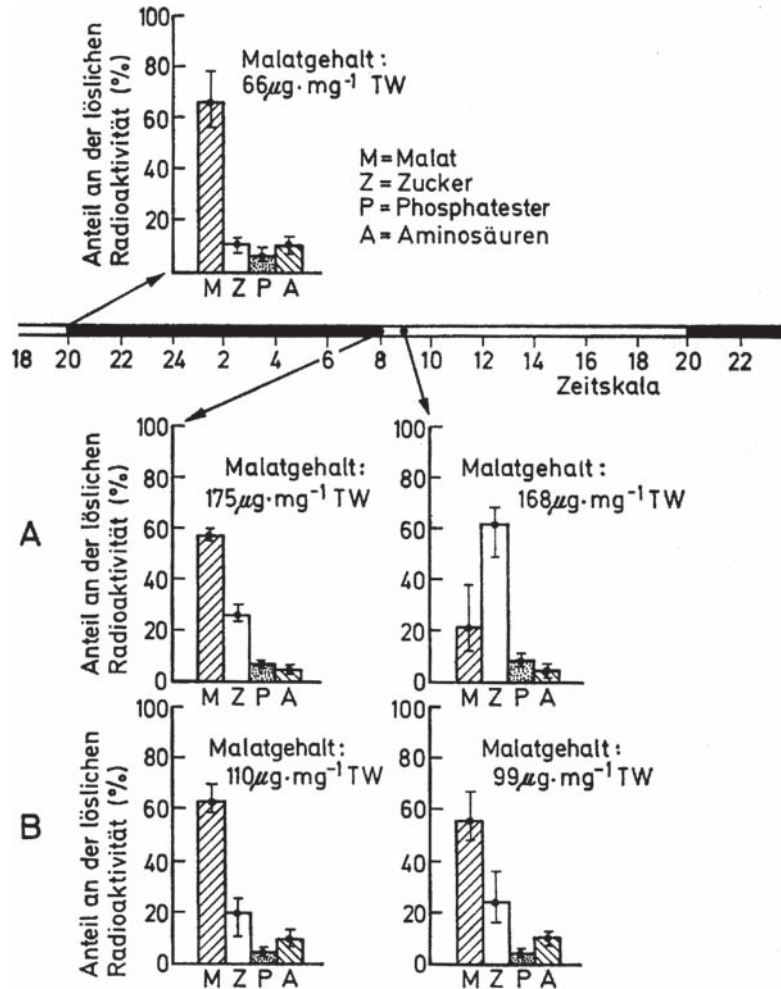 Anteil an der löslichen
Radioaktivität (%)
100
80
60
40
20
Malatgehalt:
66µg·mg⁻¹ TW
M = Malat
Z = Zucker
P = Phosphatester
A = Aminosäuren
M Z P A
18 20 22 24 2 4 6 8 10 12 14 16 18 20 22
Zeitskala
A
Anteil an der löslichen
Radioaktivität (%)
100
80
60
40
20
0
Malatgehalt:
175µg·mg⁻¹ TW
M Z P A
100
80
60
40
20
0
Malatgehalt:
168µg·mg⁻¹ TW
M Z P A
B
Anteil an der löslichen
Radioaktivität (%)
100
80
60
40
20
0
Malatgehalt:
110µg·mg⁻¹ TW
M Z P A
100
80
60
40
20
0
Malatgehalt:
99µg·mg⁻¹ TW
M Z P A